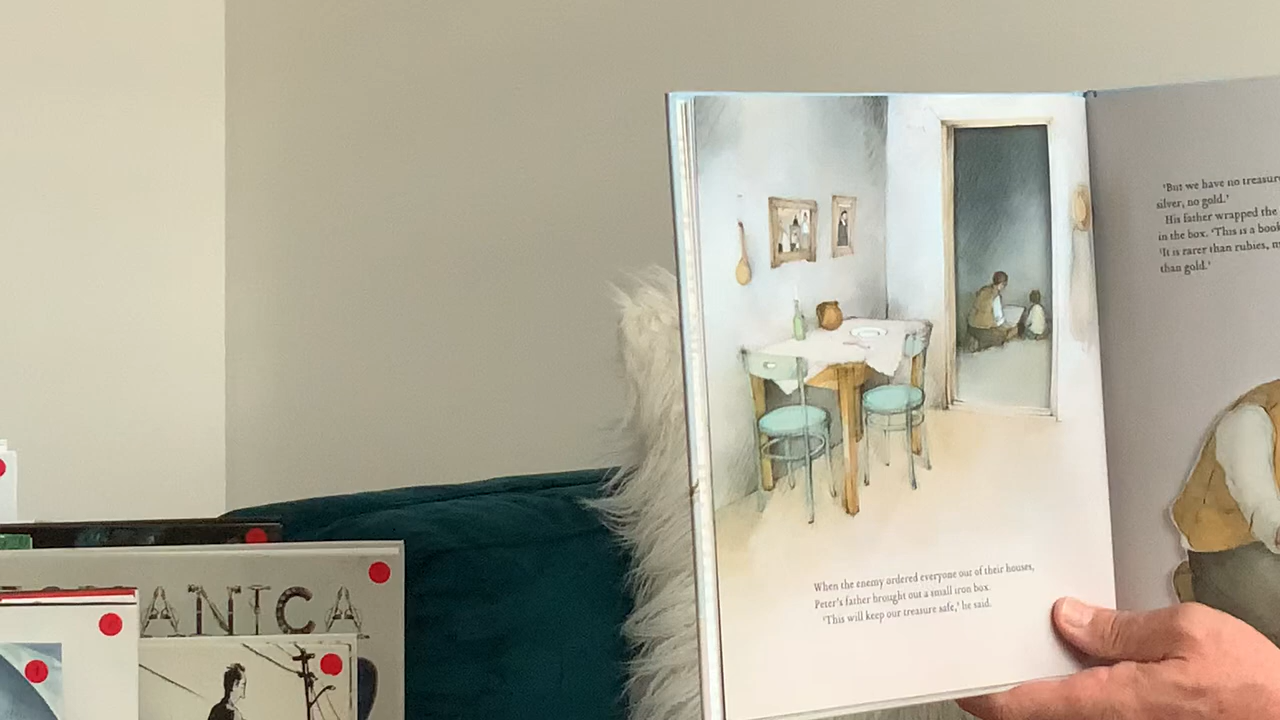 When the enemy ordered everyone out of their houses,
Peter's father brought out a small iron box.
'This will keep our treasure safe,' he said.
'But we have no treasure
silver, no gold.'
His father wrapped the
in the box. 'This is a book
'It is rarer than rubies, m
than gold.'
ANICA